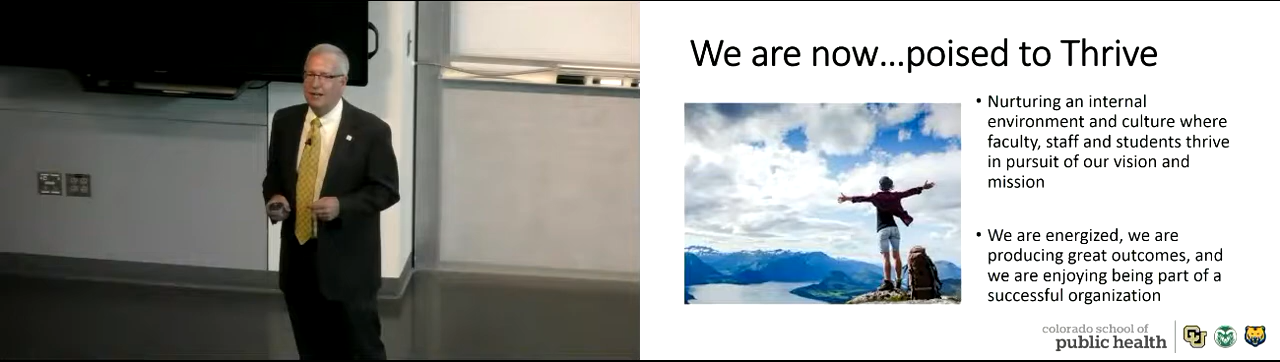 We are now...poised to Thrive
• Nurturing an internal
environment and culture where
faculty, staff and students thrive
in pursuit of our vision and
mission
• We are energized, we are
producing great outcomes, and
we are enjoying being part of a
successful organization
colorado school of
public health
CU